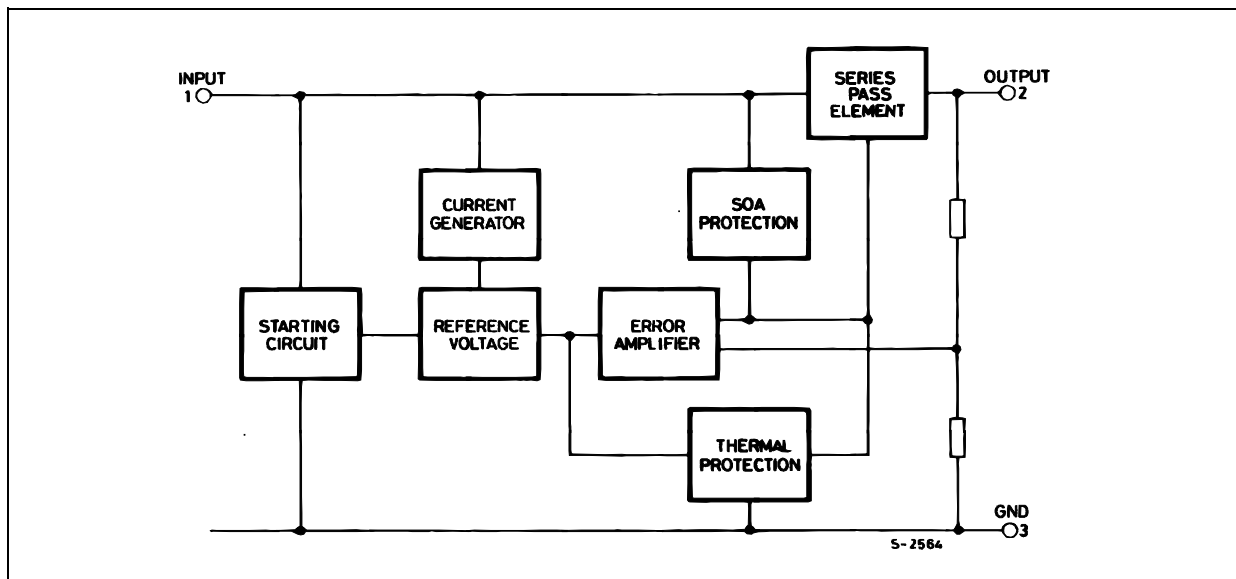 INPUT
1
SERIES
PASS
ELEMENT
OUTPUT
2
CURRENT
GENERATOR
SOA
PROTECTION
STARTING
CIRCUIT
REFERENCE
VOLTAGE
ERROR
AMPLIFIER
THERMAL
PROTECTION
GND
3
S-2564